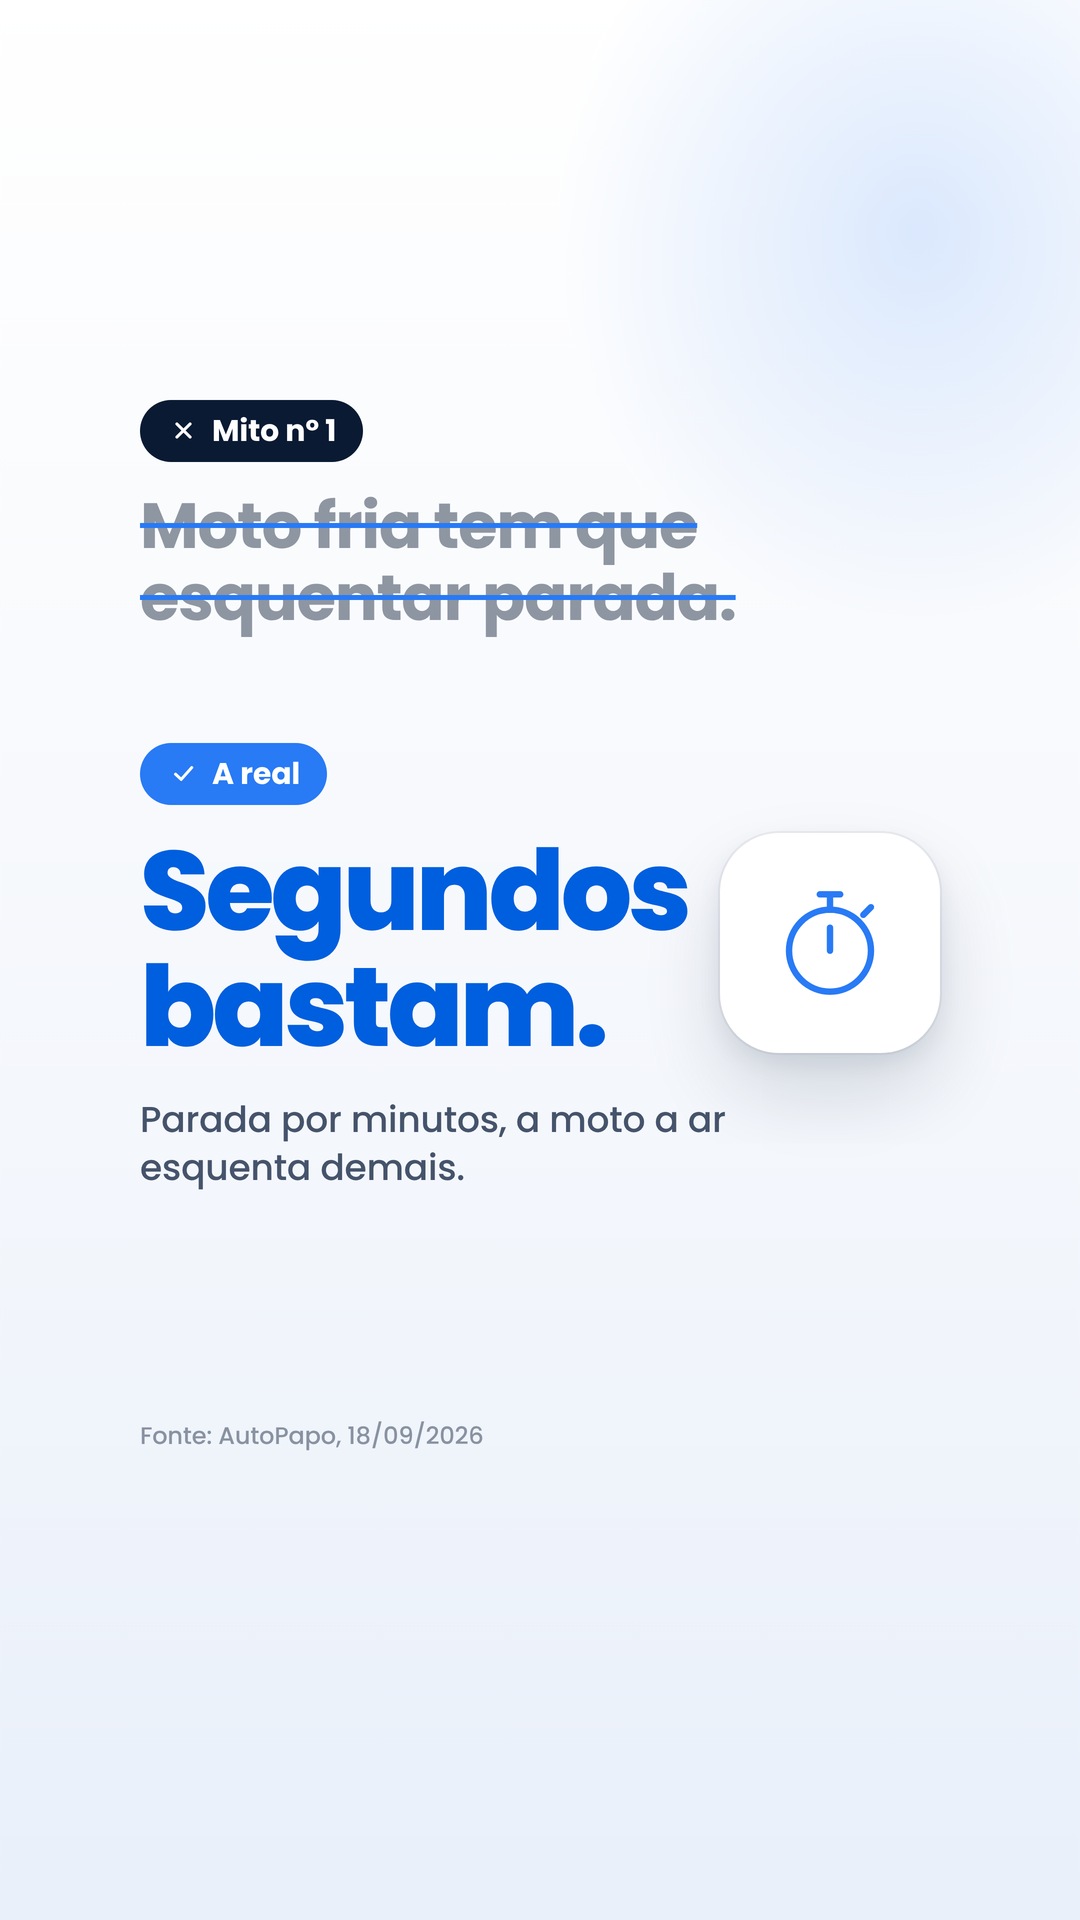 Mito nº 1
Moto fria tem que
esquentar parada.
A real
Segundos
bastam.
Parada por minutos, a moto a ar
esquenta demais.
Fonte: AutoPapo, 18/09/2026